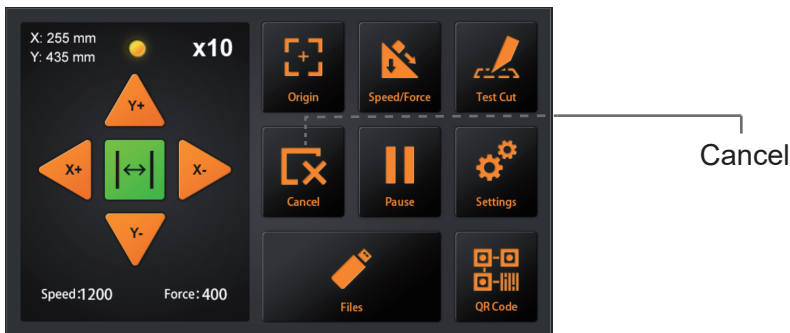 X: 255 mm
Y: 435 mm
x10
Y+
X+
X-
Y-
Speed:1200
Force: 400
Origin
Speed/Force
Test Cut
Cancel
Pause
Settings
Files
QR Code
Cancel